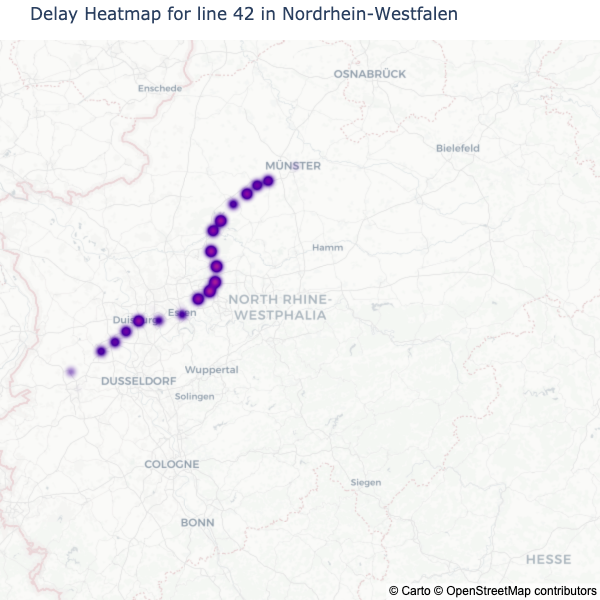 Delay Heatmap for line 42 in Nordrhein-Westfalen
OSNABRÜCK
Enschede
Bielefeld
MÜNSTER
Hamm
NORTH RHINE-
WESTPHALIA
Essen
Duisburg
Wuppertal
DUSSELDORF
Solingen
COLOGNE
Siegen
BONN
HESSE
© Carto © OpenStreetMap contributors